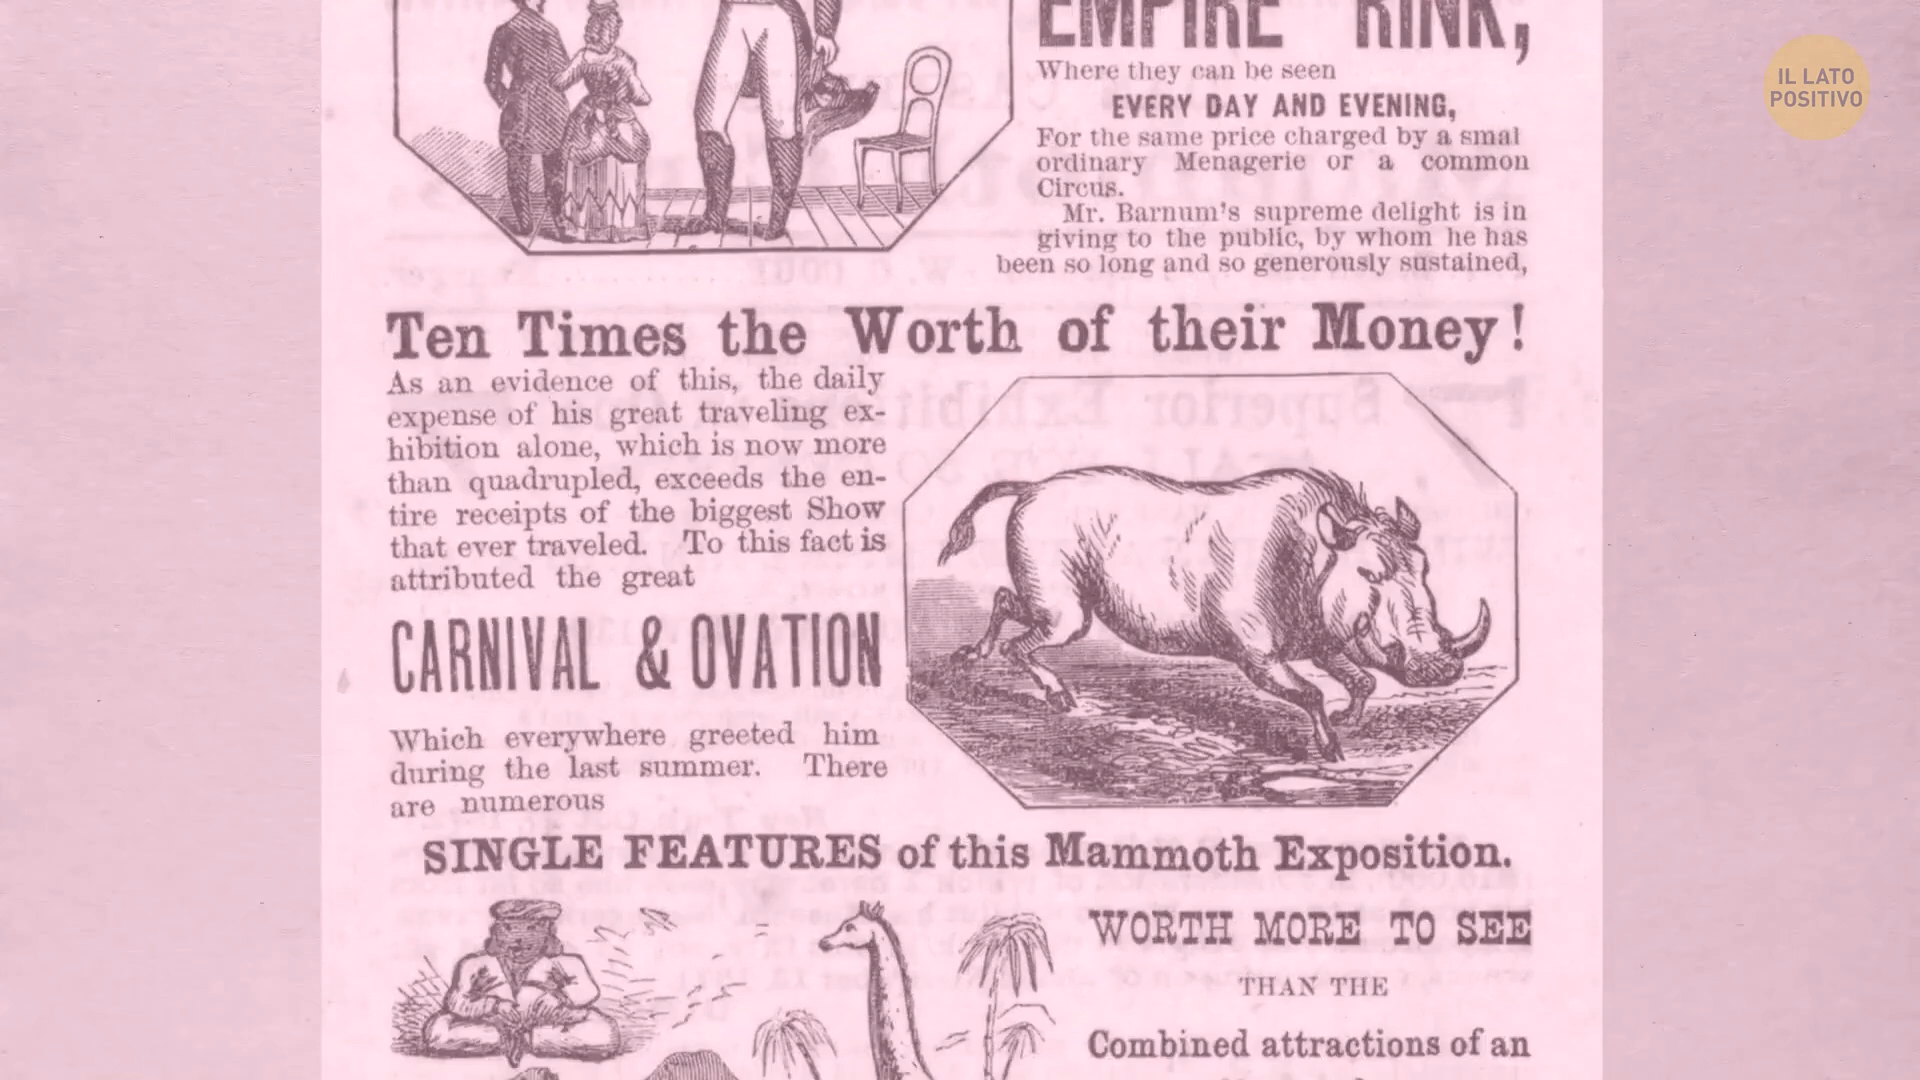 EMPIRE RINK,
Where they can be seen
EVERY DAY AND EVENING,
For the same price charged by a smal
ordinary Menagerie or a common
Circus.
Mr. Barnum's supreme delight is in
giving to the public, by whom he has
been so long and so generously sustained,
Ten Times the Worth of their Money!
As an evidence of this, the daily
expense of his great traveling ex-
hibition alone, which is now more
than quadrupled, exceeds the en-
tire receipts of the biggest Show
that ever traveled. To this fact is
attributed the great
CARNIVAL & OVATION
Which everywhere greeted him
during the last summer. There
are numerous
SINGLE FEATURES of this Mammoth Exposition.
WORTH MORE TO SEE
THAN THE
Combined attractions of an
IL LATO
POSITIVO